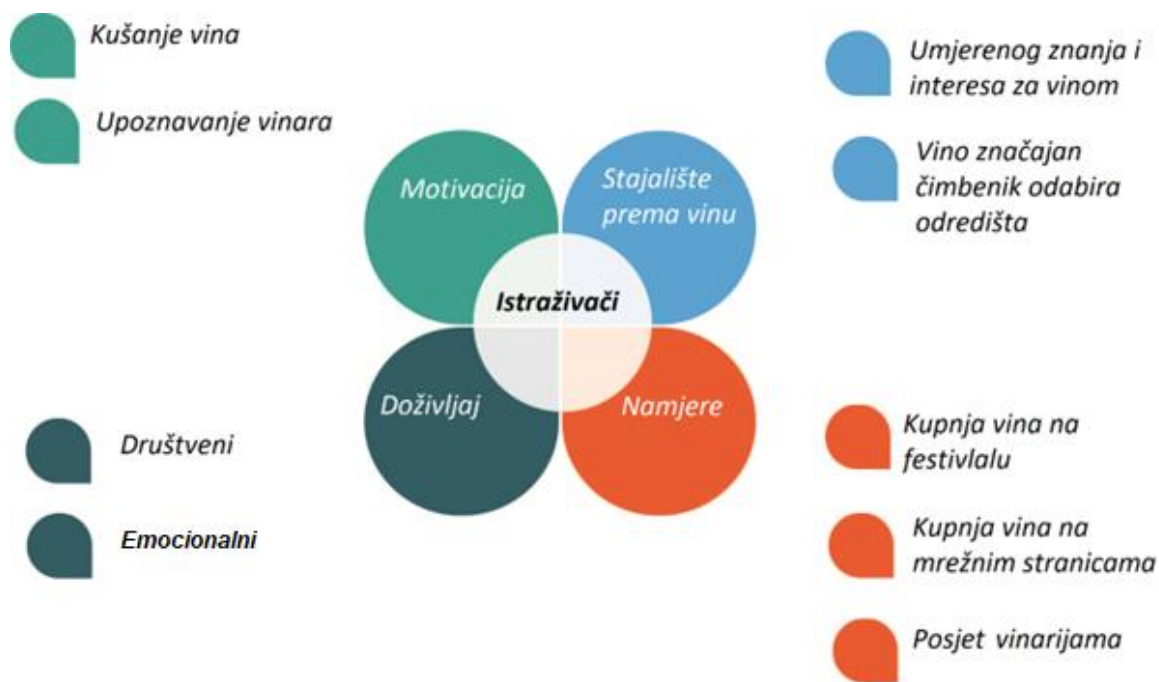 Kušanje vina
Upoznavanje vinara
Umjerenog znanja i
interesa za vinom
Vino značajan
čimbenik odabira
odredišta
Motivacija
Stajalište
prema vinu
Istraživači
Doživljaj
Namjere
Društveni
Emocionalni
Kupnja vina na
festivlalu
Kupnja vina na
mrežnim stranicama
Posjet vinarijama